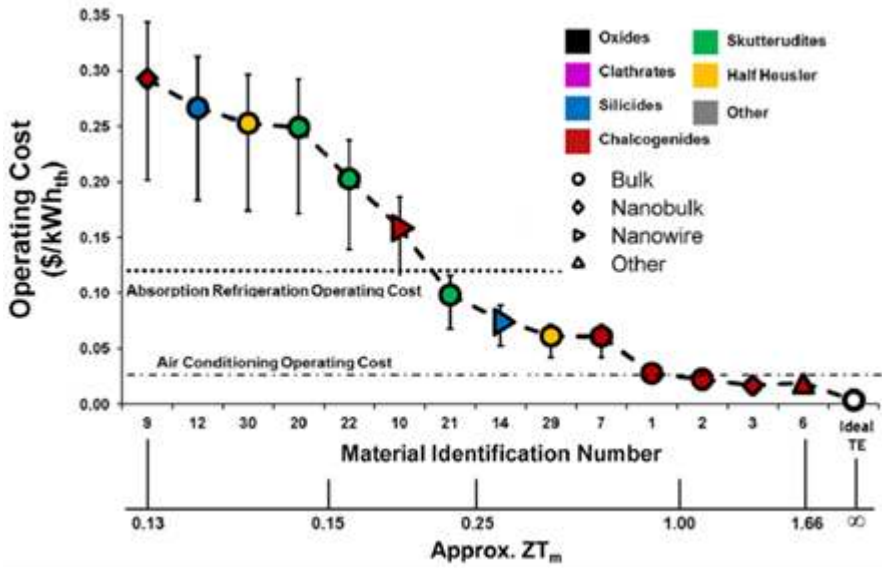 0.35
0.30
0.25
0.20
0.15
0.10
0.05
0.00
Operating Cost
($/kWhth)
Oxides
Clathrates
Silicides
Chalcogenides
Skutterudites
Half Heusler
Other
Bulk
Nanobulk
Nanowire
Other
Absorption Refrigeration Operating Cost
Air Conditioning Operating Cost
9 12 30 20 22 10 21 14 29 7 1 2 3 6 Ideal
TE
Material Identification Number
0.13 0.15 0.25 1.00 1.66 ∞
Approx. ZTm